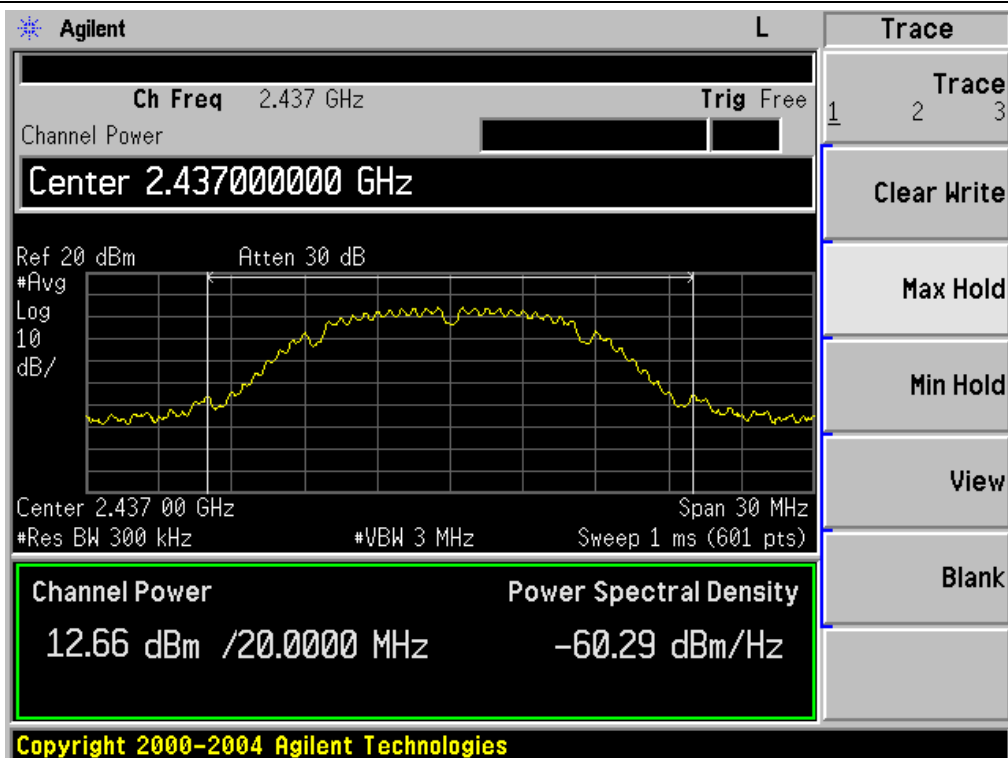 Agilent L Trace
Ch Freq 2.437 GHz Trig Free
Channel Power
Center 2.437000000 GHz
Ref 20 dBm Atten 30 dB
#Avg
Log
10
dB/
Center 2.437 00 GHz Span 30 MHz
#Res BW 300 kHz #VBW 3 MHz Sweep 1 ms (601 pts)
Channel Power Power Spectral Density
12.66 dBm /20.0000 MHz -60.29 dBm/Hz
Copyright 2000-2004 Agilent Technologies
Trace
1 2 3
Clear Write
Max Hold
Min Hold
View
Blank